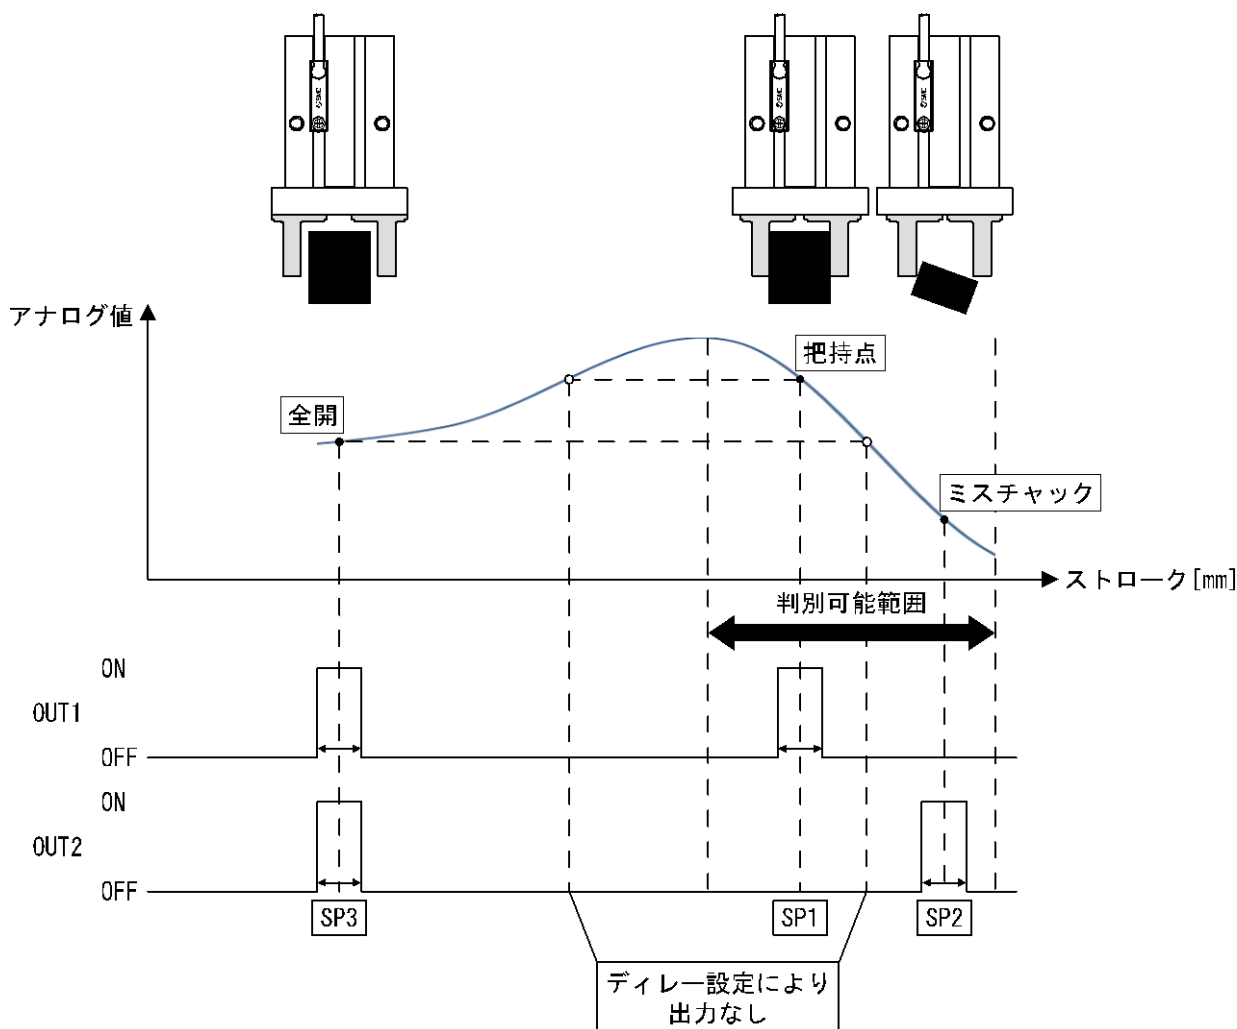 アナログ値
把持点
全開
ミスチャック
ストローク[mm]
判別可能範囲
ON
OUT1
OFF
ON
OUT2
OFF
SP3
SP1
SP2
ディレー設定により
出力なし